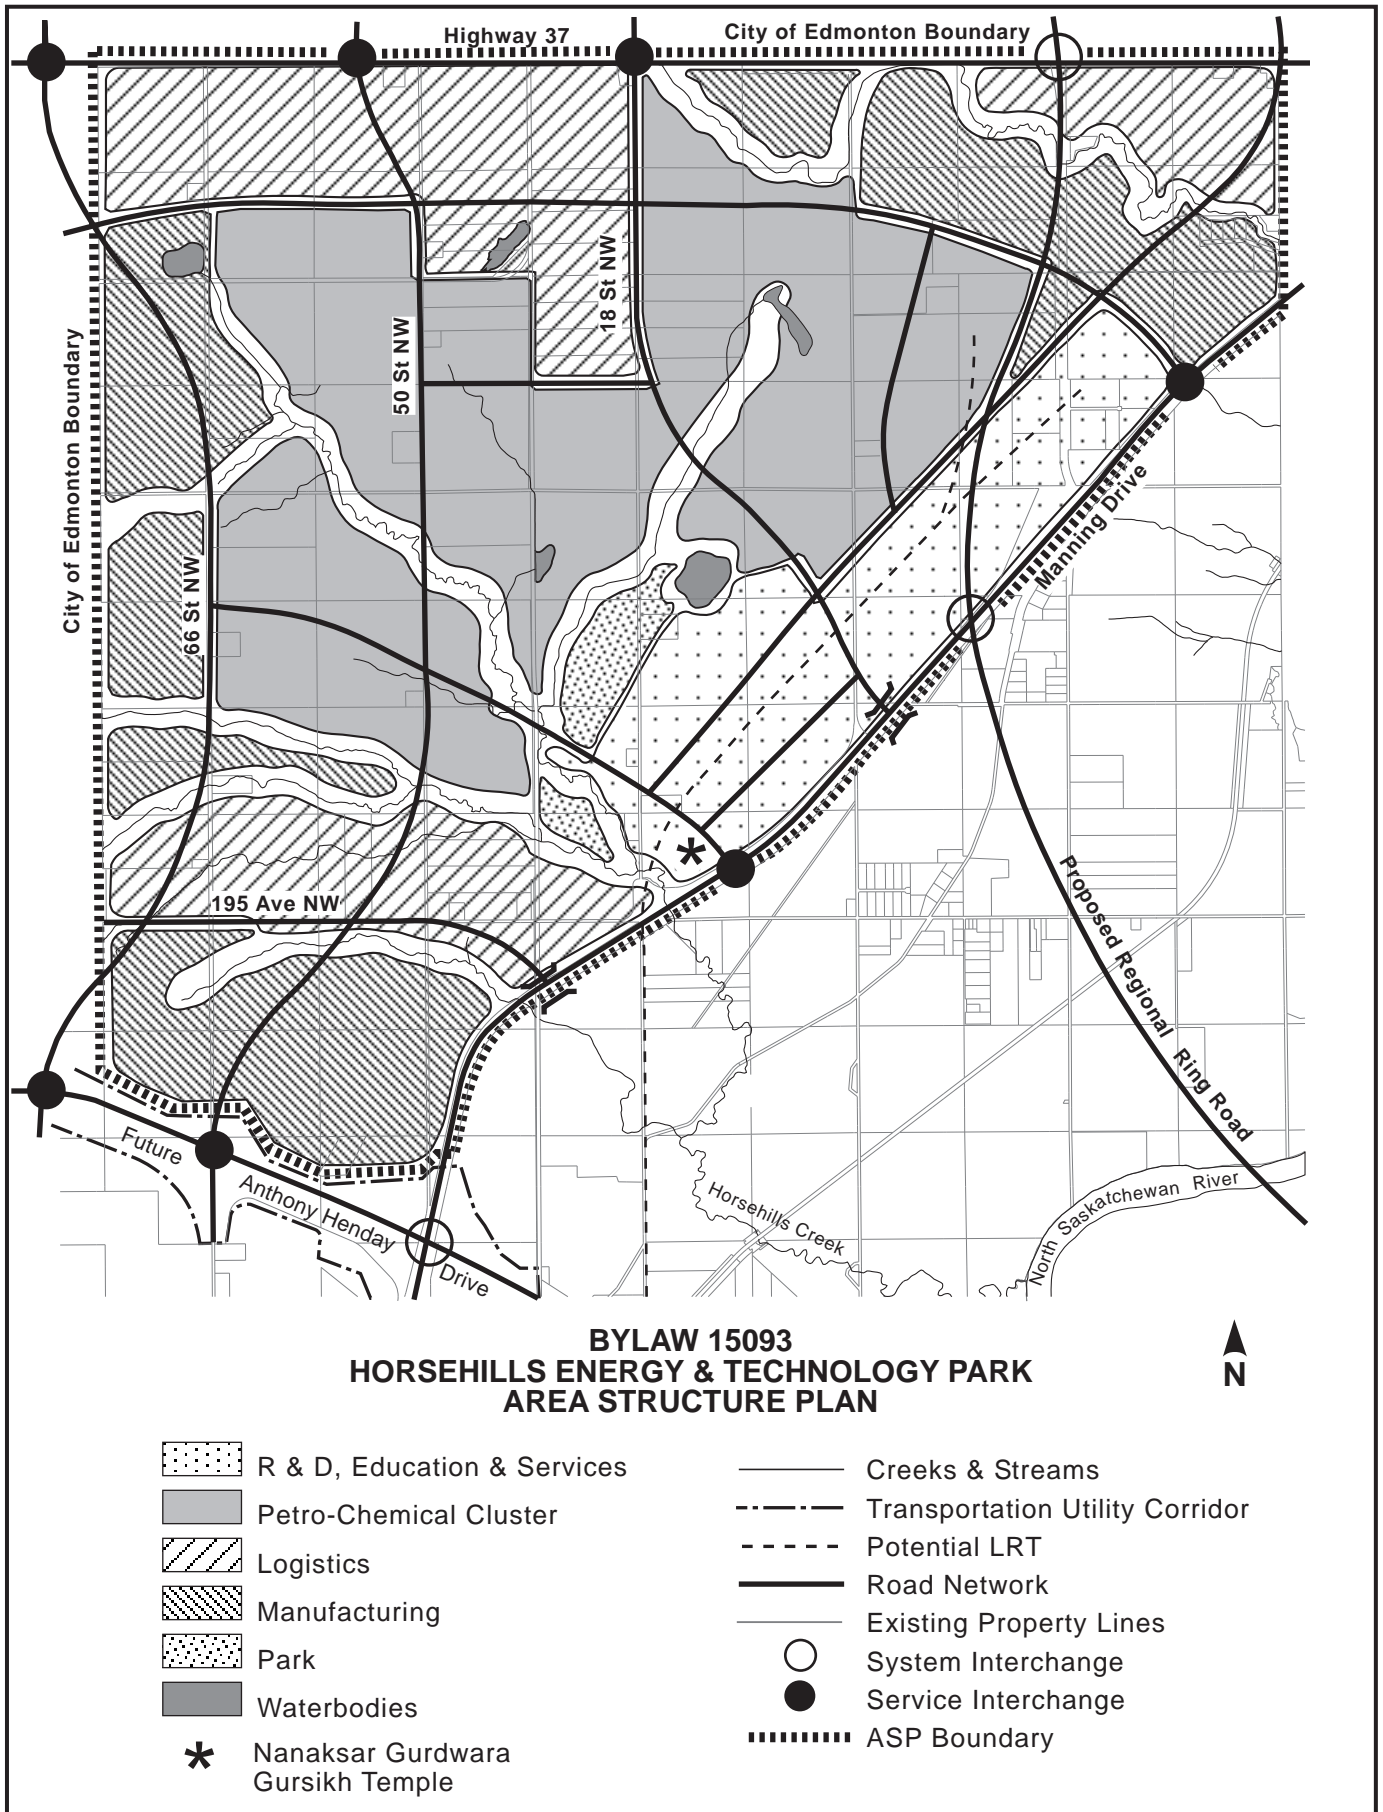 Highway 37
City of Edmonton Boundary
City of Edmonton Boundary
18 St NW
50 St NW
66 St NW
Manning Drive
195 Ave NW
Proposed Regional Ring Road
Future
Anthony Henday
Drive
Horsehills Creek
North Saskatchewan River
BYLAW 15093
HORSEHILLS ENERGY & TECHNOLOGY PARK
AREA STRUCTURE PLAN
N
R & D, Education & Services
Petro-Chemical Cluster
Logistics
Manufacturing
Park
Waterbodies
* Nanaksar Gurdwara
Gursikh Temple
Creeks & Streams
Transportation Utility Corridor
Potential LRT
Road Network
Existing Property Lines
System Interchange
Service Interchange
ASP Boundary